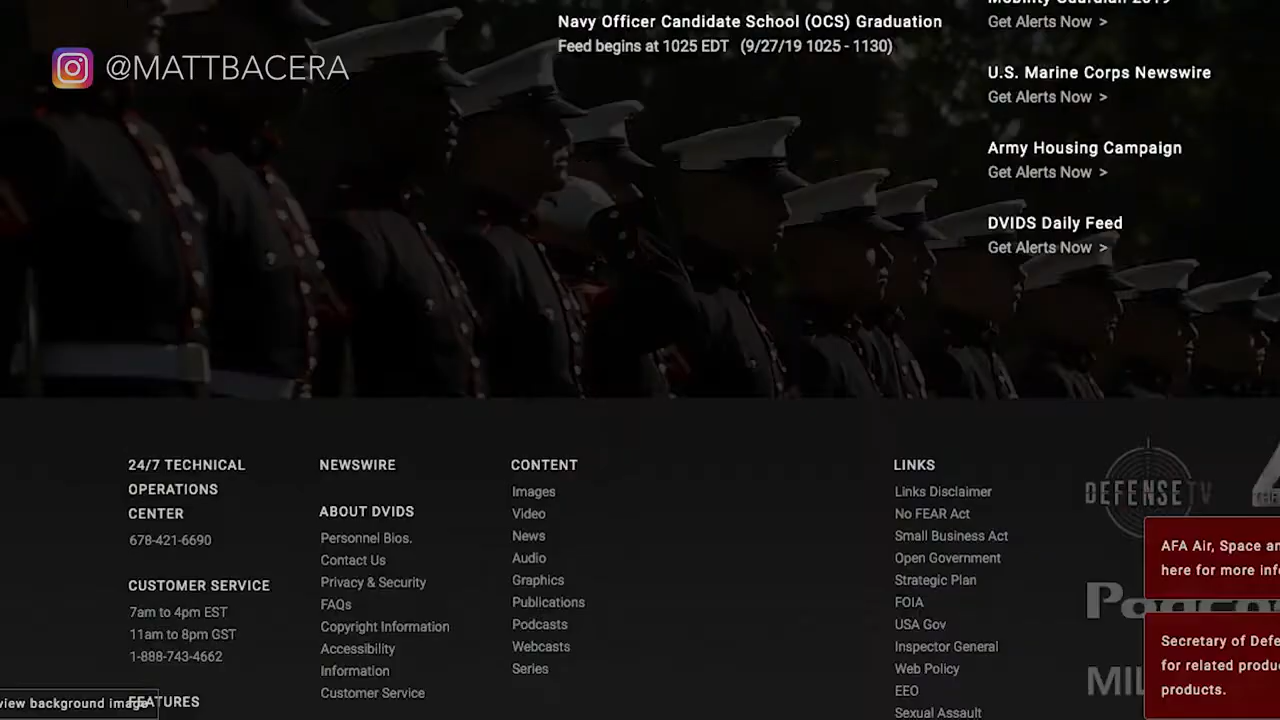 @MATTBACERA
Navy Officer Candidate School (OCS) Graduation
Feed begins at 1025 EDT (9/27/19 1025 - 1130)
Get Alerts Now >
U.S. Marine Corps Newswire
Get Alerts Now >
Army Housing Campaign
Get Alerts Now >
DVIDS Daily Feed
Get Alerts Now >
24/7 TECHNICAL
OPERATIONS
CENTER
678-421-6690
CUSTOMER SERVICE
7am to 4pm EST
11am to 8pm GST
1-888-743-4662
FEATURES
view background image
NEWSWIRE
ABOUT DVIDS
Personnel Bios.
Contact Us
Privacy & Security
FAQs
Copyright Information
Accessibility
Information
Customer Service
CONTENT
Images
Video
News
Audio
Graphics
Publications
Podcasts
Webcasts
Series
LINKS
Links Disclaimer
No FEAR Act
Small Business Act
Open Government
Strategic Plan
FOIA
USA Gov
Inspector General
Web Policy
EEO
Sexual Assault
DEFENSE TV
AFA Air, Space
here for more
Secretary of
for related
products.